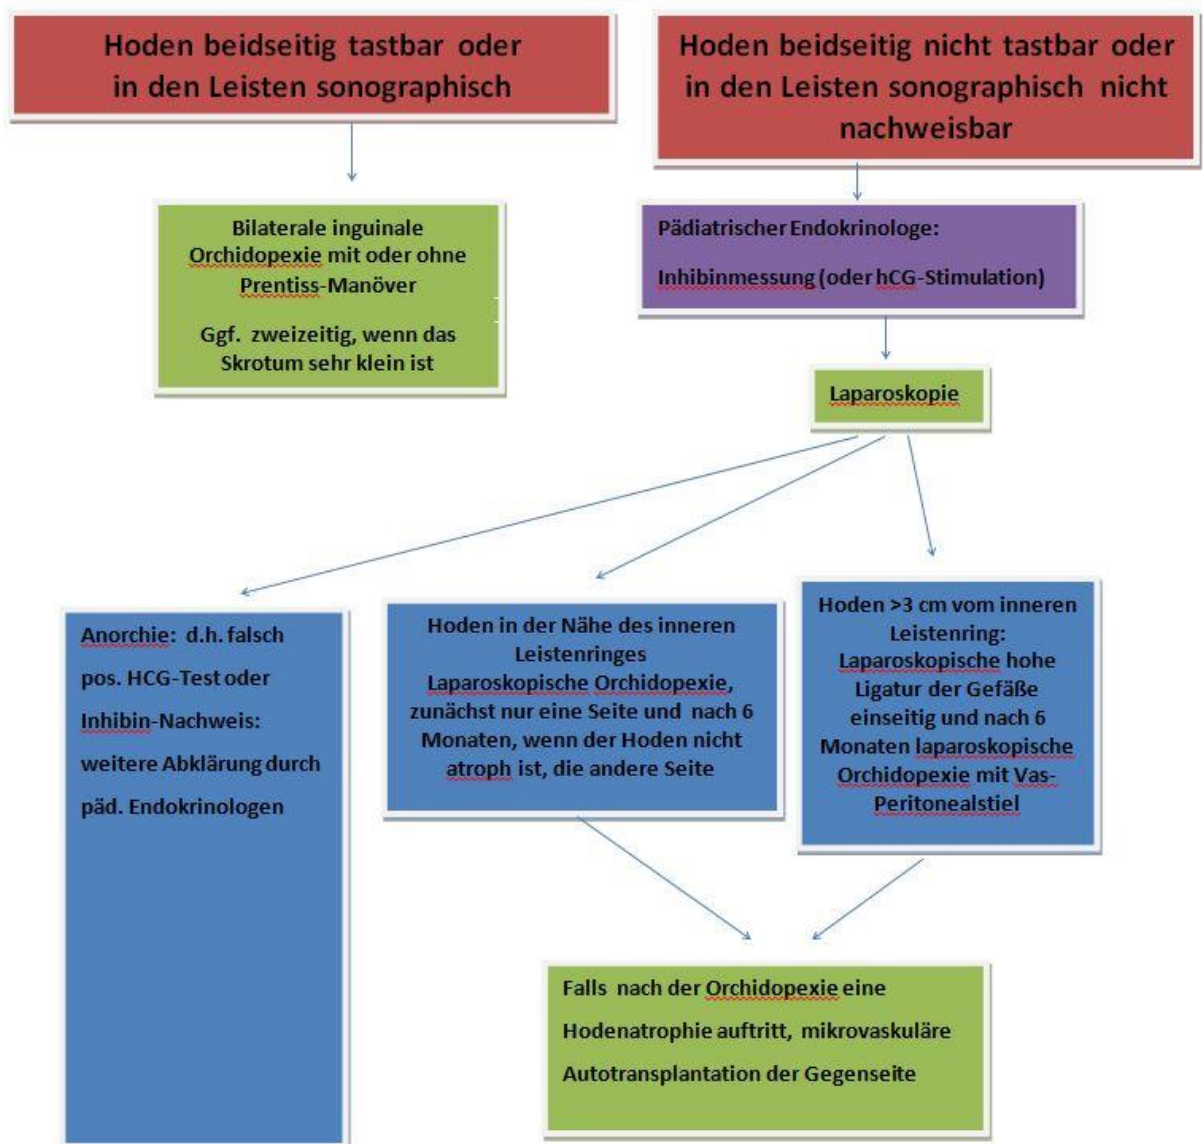 Hoden beidseitig tastbar oder
in den Leisten sonographisch
Hoden beidseitig nicht tastbar oder
in den Leisten sonographisch nicht
nachweisbar
Bilaterale inguinale
Orchidopexie mit oder ohne
Prentiss-Manöver
Ggf. zweizeitig, wenn das
Skrotum sehr klein ist
Pädiatrischer Endokrinologe:
Inhibinmessung (oder hCG-Stimulation)
Laparoskopie
Anorchie: d.h. falsch
pos. HCG-Test oder
Inhibin-Nachweis:
weitere Abklärung durch
päd. Endokrinologen
Hoden in der Nähe des inneren
Leistenringes
Laparoskopische Orchidopexie,
zunächst nur eine Seite und nach 6
Monaten, wenn der Hoden nicht
atroph ist, die andere Seite
Hoden >3 cm vom inneren
Leistenring:
Laparoskopische hohe
Ligatur der Gefäße
einseitig und nach 6
Monaten laparoskopische
Orchidopexie mit Vas-
Peritonealstiel
Falls nach der Orchidopexie eine
Hodenatrophie auftritt, mikrovaskuläre
Autotransplantation der Gegenseite